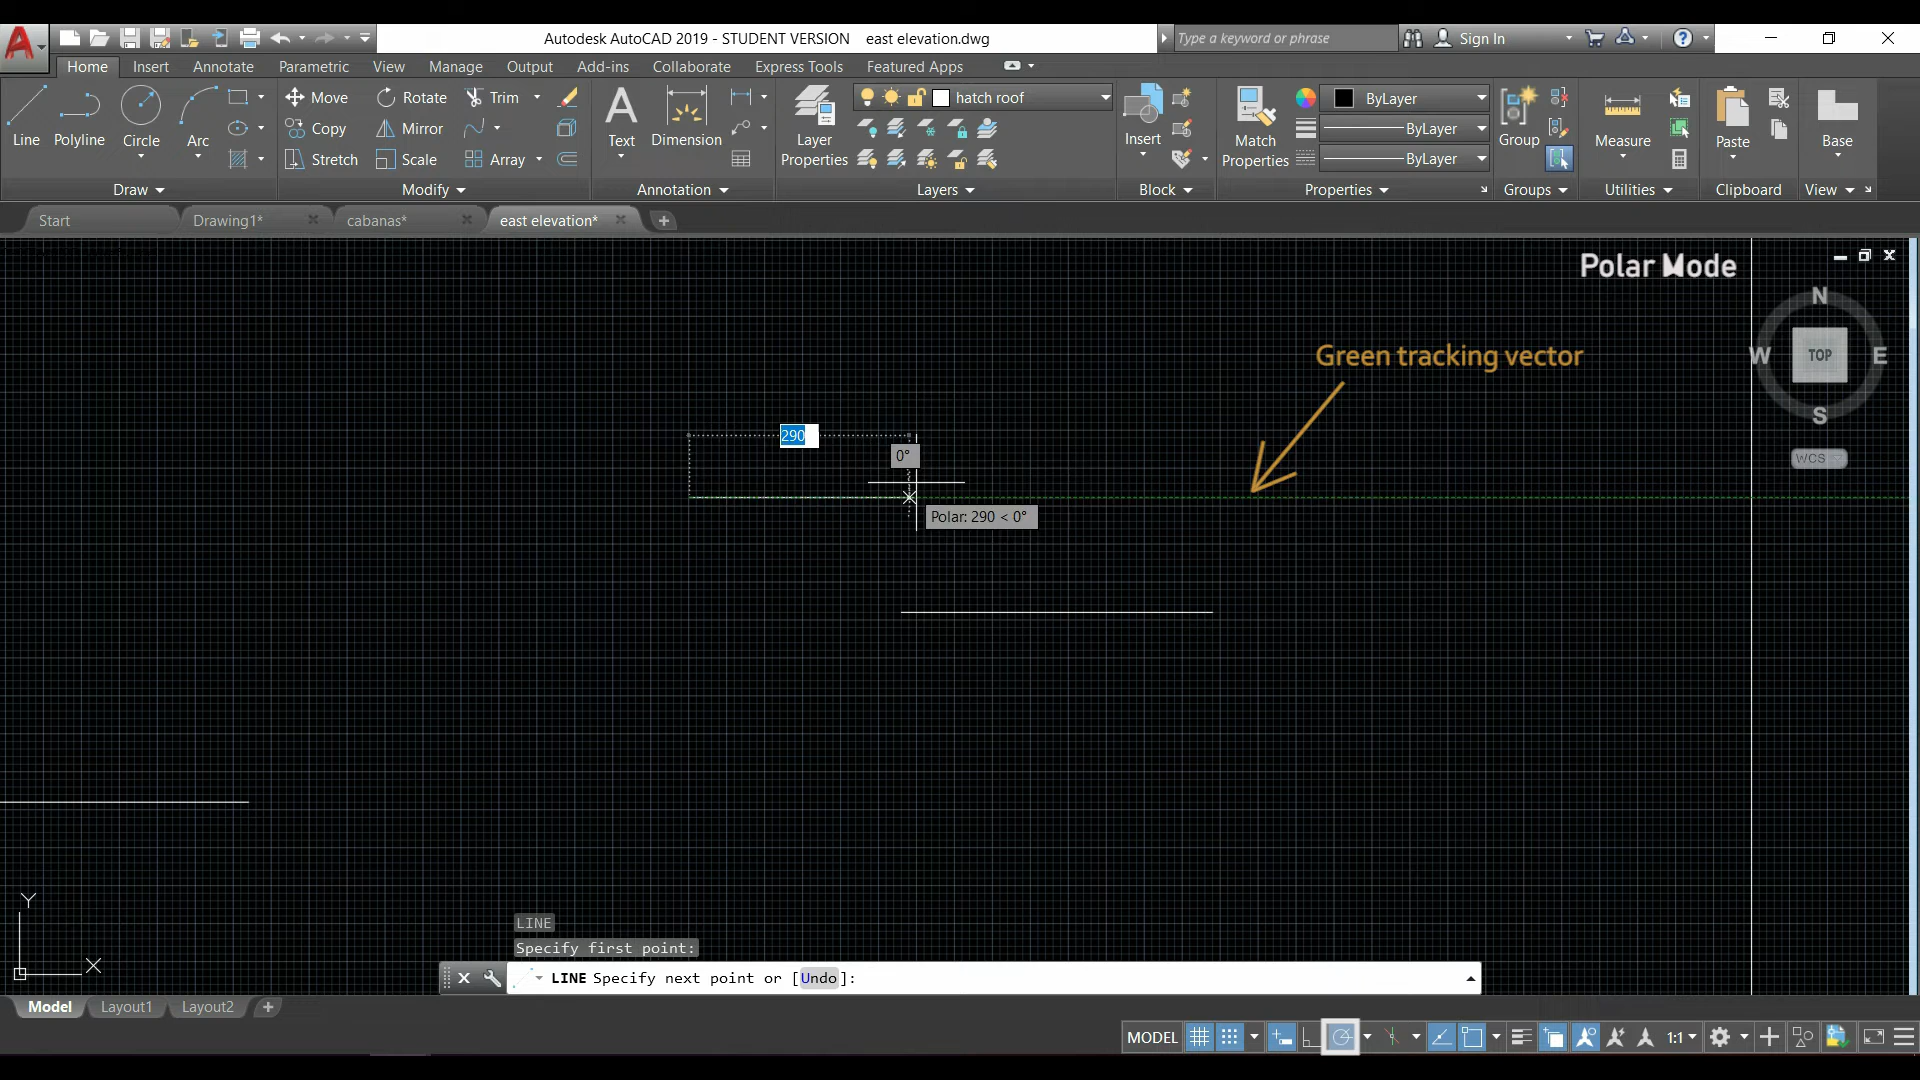 Autodesk AutoCAD 2019 - STUDENT VERSION east elevation.dwg
Type a keyword or phrase
Sign In
Home Insert Annotate Parametric View Manage Output Add-ins Collaborate Express Tools Featured Apps
Line Polyline Circle Arc
Move Rotate Trim
Copy Mirror
Stretch Scale Array
Text Dimension
Layer Properties
hatch roof
Insert
Match Properties
ByLayer
ByLayer
ByLayer
Group
Measure
Paste
Base
Draw Modify Annotation Layers Block Properties Groups Utilities Clipboard View
Start Drawing1* cabanas* east elevation*
Polar Mode
N
W TOP E
S
WCS
Green tracking vector
290
0°
Polar: 290 < 0°
Y
X
LINE
Specify first point:
LINE Specify next point or [Undo]:
Model Layout1 Layout2
MODEL 1:1